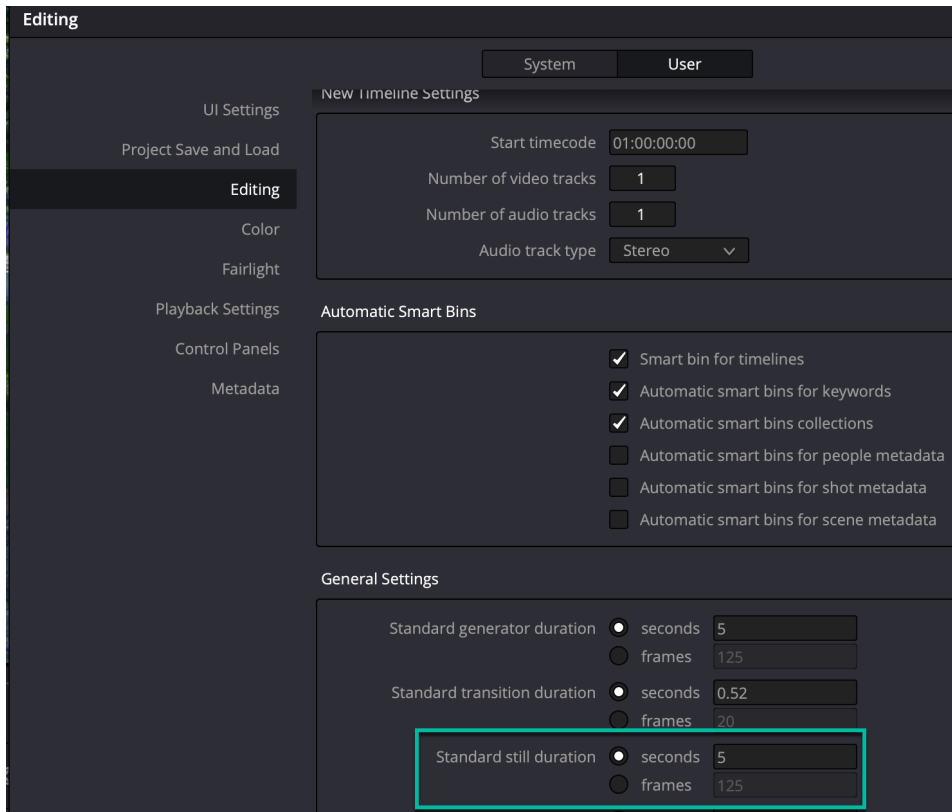 Editing
System User
UI Settings
Project Save and Load
Editing
Color
Fairlight
Playback Settings
Control Panels
Metadata
New Timeline Settings
Start timecode 01:00:00:00
Number of video tracks 1
Number of audio tracks 1
Audio track type Stereo
Automatic Smart Bins
Smart bin for timelines
Automatic smart bins for keywords
Automatic smart bins collections
Automatic smart bins for people metadata
Automatic smart bins for shot metadata
Automatic smart bins for scene metadata
General Settings
Standard generator duration seconds 5
frames 125
Standard transition duration seconds 0.52
frames 20
Standard still duration seconds 5
frames 125